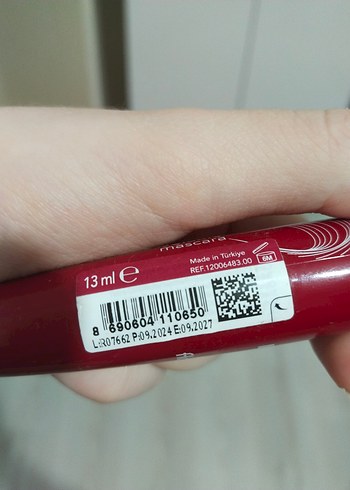 mascara
Made in Türkiye
REF.12006483.00
6M
13 ml ℮
8 690604 110650
L:R07662 P:09.2024 E:09.2027